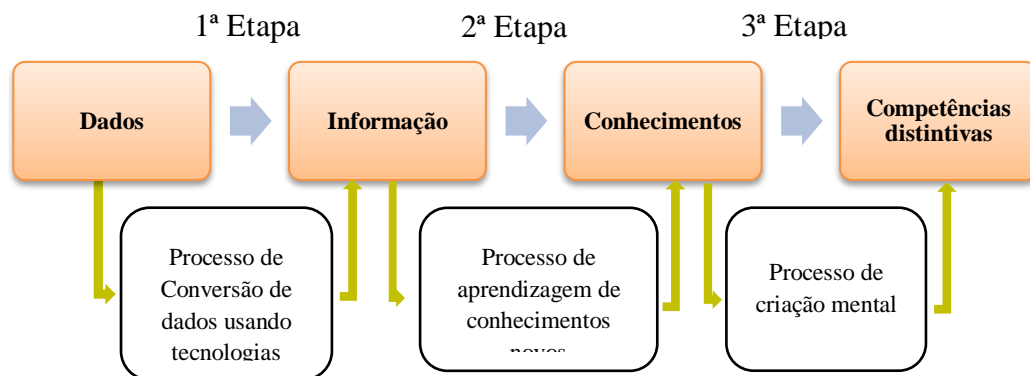 1ª Etapa
2ª Etapa
3ª Etapa
Dados
Informação
Conhecimentos
Competências
distintivas
Processo de
Conversão de
dados usando
tecnologias
Processo de
aprendizagem de
conhecimentos
novos
Processo de
criação mental